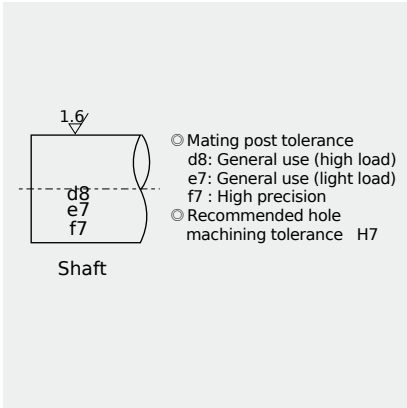 1.6
d8
e7
f7
Shaft
◎ Mating post tolerance
d8: General use (high load)
e7: General use (light load)
f7 : High precision
◎ Recommended hole
machining tolerance H7